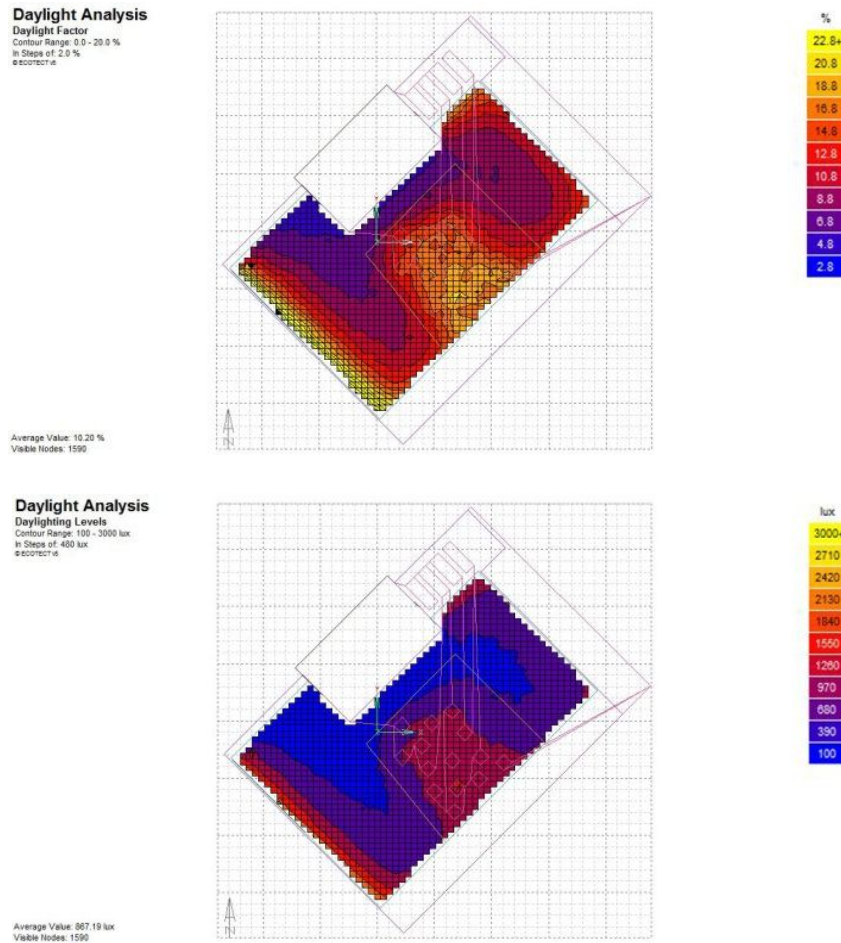 Daylight Analysis
Daylight Factor
Contour Range: 0.0 - 20.0 %
In Steps of: 2.0 %
© ECOTECT v5
%
22.8+
20.8
18.8
16.8
14.8
12.8
10.8
8.8
6.8
4.8
2.8
N
Average Value: 10.20 %
Visible Nodes: 1590
Daylight Analysis
Daylighting Levels
Contour Range: 100 - 3000 lux
In Steps of: 480 lux
© ECOTECT v5
lux
3000+
2710
2420
2130
1840
1550
1260
970
680
390
100
N
Average Value: 867.19 lux
Visible Nodes: 1590